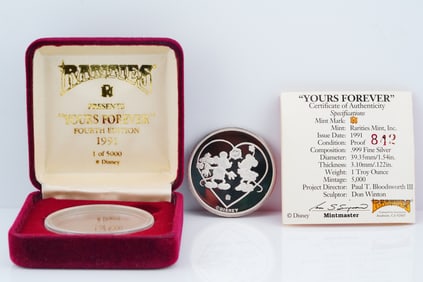 RARITIES
PRESENTS
"YOURS FOREVER"
FOURTH EDITION
1991
1 of 5000
© Disney
©DISNEY
"YOURS FOREVER"
Certificate of Authenticity
Specifications
Mint Mark:
Mint: Rarities Mint, Inc.
Issue Date: 1991
Condition: Proof 842
Composition: .999 Fine Silver
Diameter: 39.35mm/1.54in.
Thickness: 3.10mm/.122in.
Weight: 1 Troy Ounce
Mintage: 5,000
Project Director: Paul T. Bloodsworth III
Sculptor: Don Winton
© Disney
Mintmaster
RARITIES